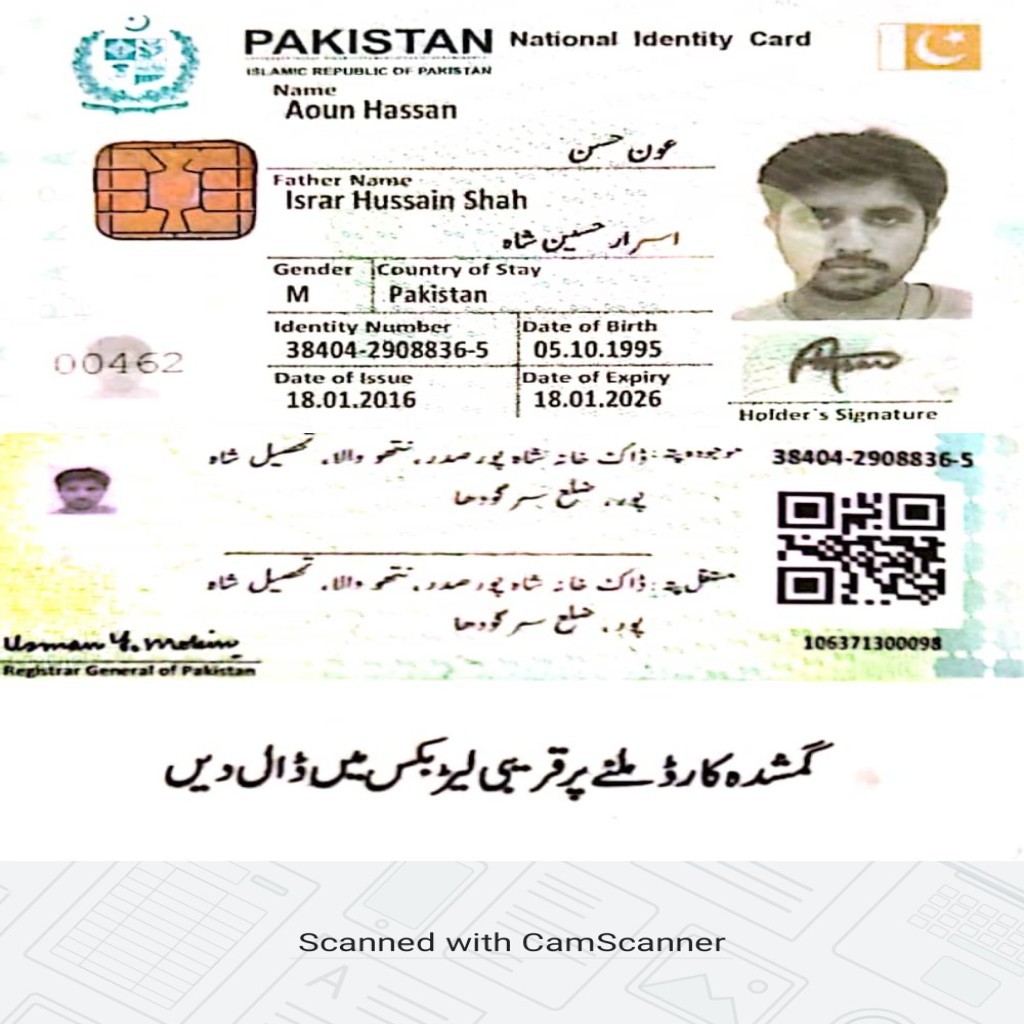 PAKISTAN National Identity Card
ISLAMIC REPUBLIC OF PAKISTAN
Name
Aoun Hassan
عون حسن
Father Name
Israr Hussain Shah
اسرار حسین شاہ
Gender Country of Stay
M Pakistan
Identity Number Date of Birth
38404-2908836-5 05.10.1995
Date of Issue Date of Expiry
18.01.2016 18.01.2026
00462
Holder's Signature
موجودہ پتہ: ڈاک خانہ شاہ پور صدر، نتھو والا، تحصیل شاہ
پور، ضلع سرگودھا
38404-2908836-5
مستقل پتہ: ڈاک خانہ شاہ پور صدر، نتھو والا، تحصیل شاہ
پور، ضلع سرگودھا
106371300098
Usman Y. Mobin
Registrar General of Pakistan
گمشدہ کارڈ ملنے پر قریبی لیٹر بکس میں ڈال دیں
Scanned with CamScanner